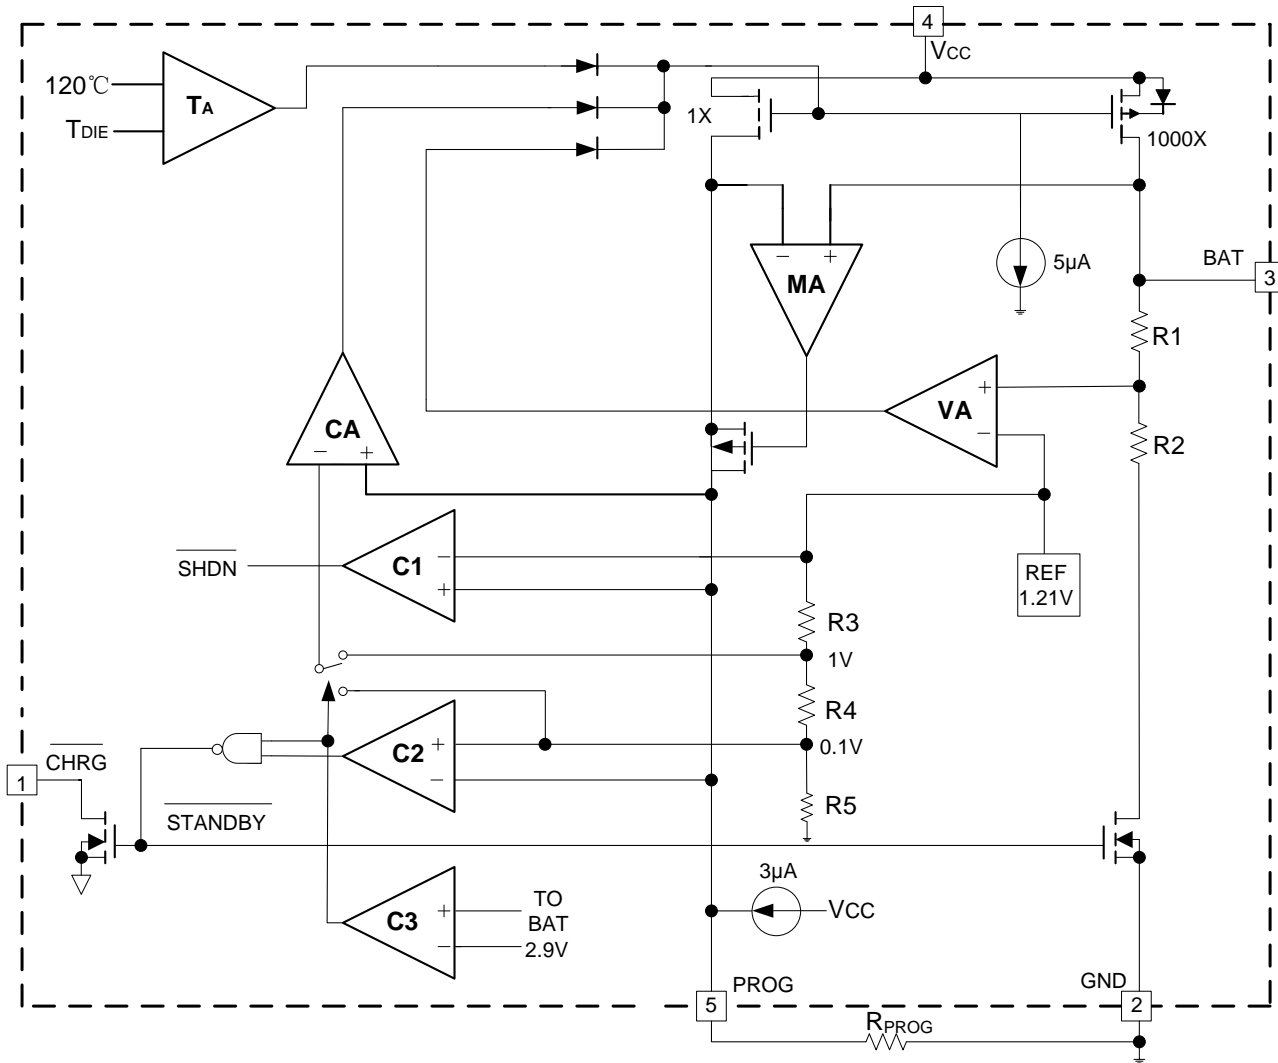 4
VCC
120℃
TA
TDIE
1X
1000X
− +
MA
5µA
BAT
3
R1
+
VA
−
R2
CA
− +
SHDN
C1
−
+
REF
1.21V
R3
1V
R4
0.1V
R5
CHRG
1
C2
+
−
STANDBY
3µA
VCC
C3
+
−
TO
BAT
2.9V
5
PROG
GND
2
RPROG